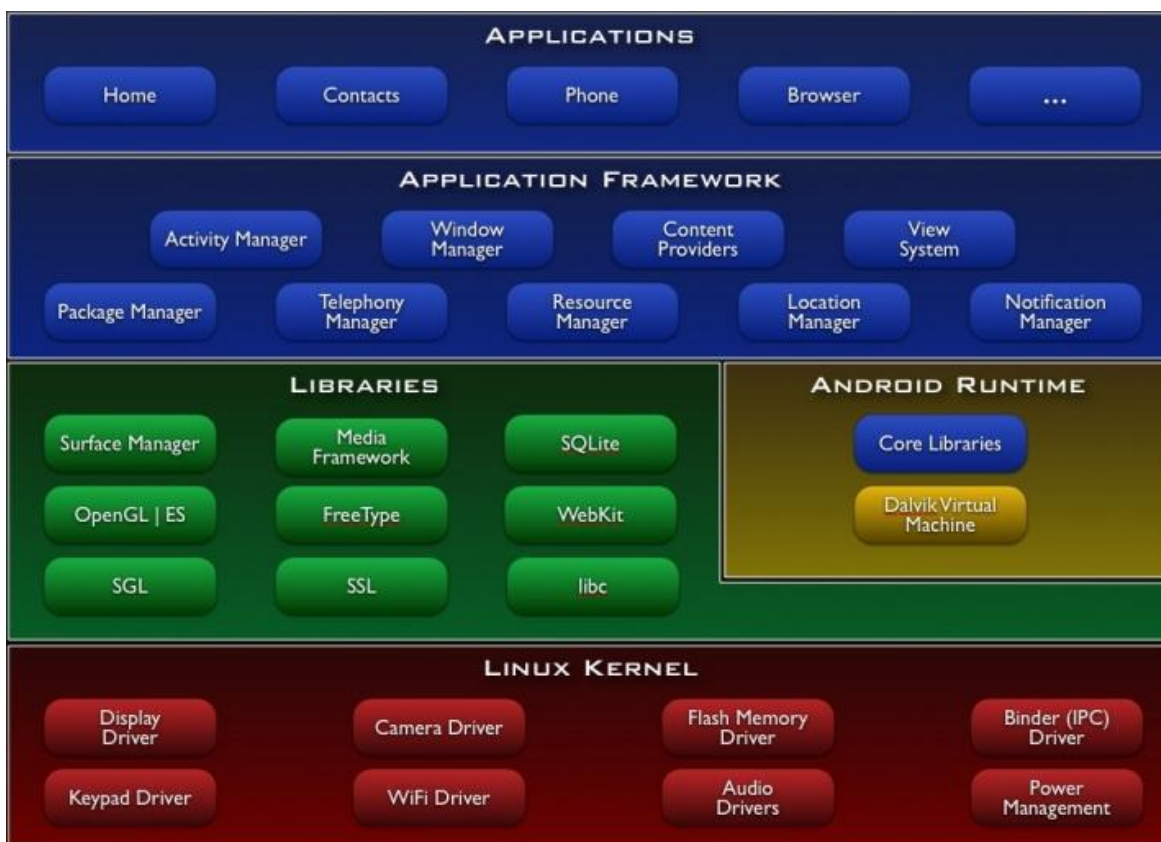 APPLICATIONS
Home
Contacts
Phone
Browser
...
APPLICATION FRAMEWORK
Activity Manager
Window
Manager
Content
Providers
View
System
Package Manager
Telephony
Manager
Resource
Manager
Location
Manager
Notification
Manager
LIBRARIES
Surface Manager
Media
Framework
SQLite
OpenGL | ES
FreeType
WebKit
SGL
SSL
libc
ANDROID RUNTIME
Core Libraries
Dalvik Virtual
Machine
LINUX KERNEL
Display
Driver
Camera Driver
Flash Memory
Driver
Binder (IPC)
Driver
Keypad Driver
WiFi Driver
Audio
Drivers
Power
Management